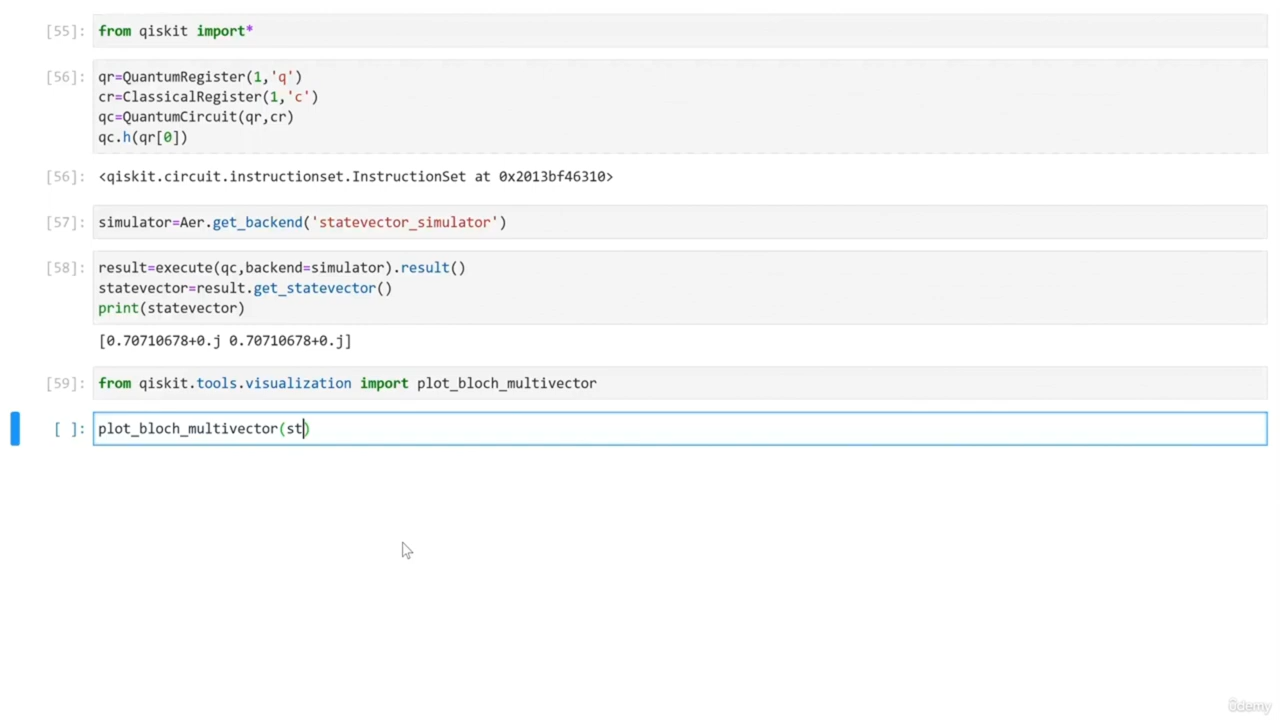 [55]: from qiskit import*
[56]: qr=QuantumRegister(1,'q')
cr=ClassicalRegister(1,'c')
qc=QuantumCircuit(qr,cr)
qc.h(qr[0])
[56]: <qiskit.circuit.instructionset.InstructionSet at 0x2013bf46310>
[57]: simulator=Aer.get_backend('statevector_simulator')
[58]: result=execute(qc,backend=simulator).result()
statevector=result.get_statevector()
print(statevector)
[0.70710678+0.j 0.70710678+0.j]
[59]: from qiskit.tools.visualization import plot_bloch_multivector
[ ]: plot_bloch_multivector(st)
ûdemy